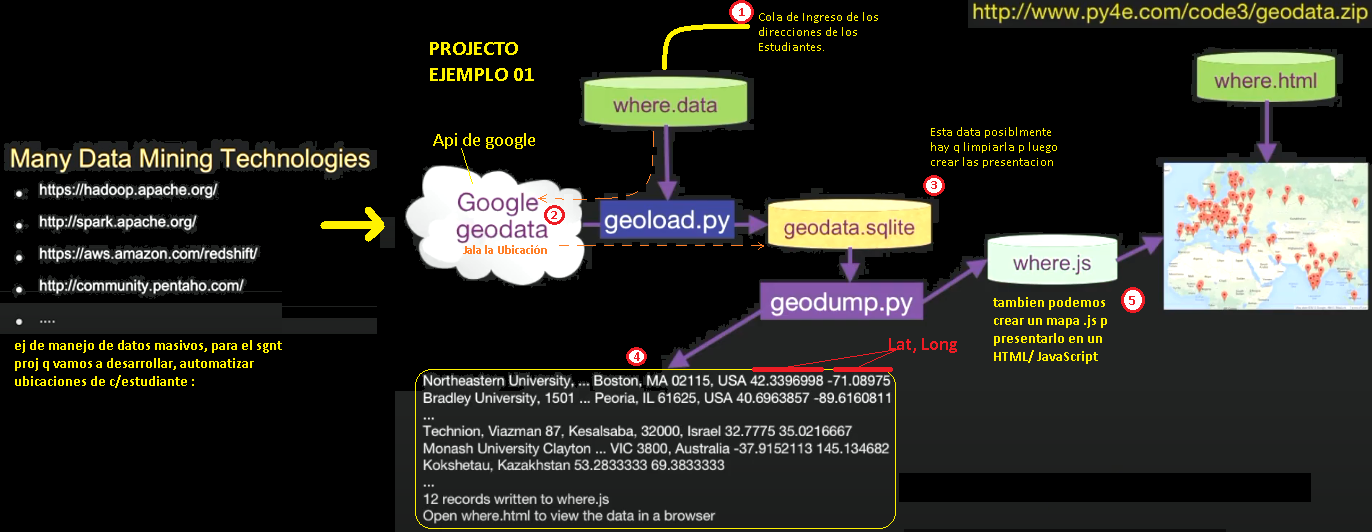 http://www.py4e.com/code3/geodata.zip
PROJECTO
EJEMPLO 01
1
Cola de Ingreso de los
direcciones de los
Estudiantes.
where.data
where.html
Many Data Mining Technologies
• https://hadoop.apache.org/
• http://spark.apache.org/
• https://aws.amazon.com/redshift/
• http://community.pentaho.com/
• ....
ej de manejo de datos masivos, para el sgnt
proj q vamos a desarrollar, automatizar
ubicaciones de c/estudiante :
Api de google
Google
geodata
2
Jala la Ubicación
geoload.py
Esta data posiblmente
hay q limpiarla p luego
crear las presentacion
3
geodata.sqlite
geodump.py
where.js
tambien podemos
crear un mapa .js p
presentarlo en un
HTML/ JavaScript
5
4
Lat, Long
Northeastern University, ... Boston, MA 02115, USA 42.3396998 -71.08975
Bradley University, 1501 ... Peoria, IL 61625, USA 40.6963857 -89.6160811
...
Technion, Viazman 87, Kesalsaba, 32000, Israel 32.7775 35.0216667
Monash University Clayton ... VIC 3800, Australia -37.9152113 145.134682
Kokshetau, Kazakhstan 53.2833333 69.3833333
...
12 records written to where.js
Open where.html to view the data in a browser